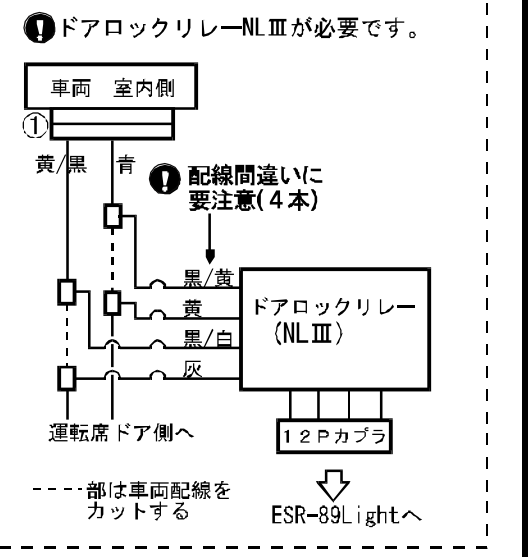 !ドアロックリレーNLⅢが必要です。
車両 室内側
①
黄/黒 青
!配線間違いに
要注意(4本)
黒/黄
黄
黒/白
灰
ドアロックリレー
(NLⅢ)
運転席ドア側へ
12Pカプラ
----部は車両配線を
カットする
ESR-89Lightへ